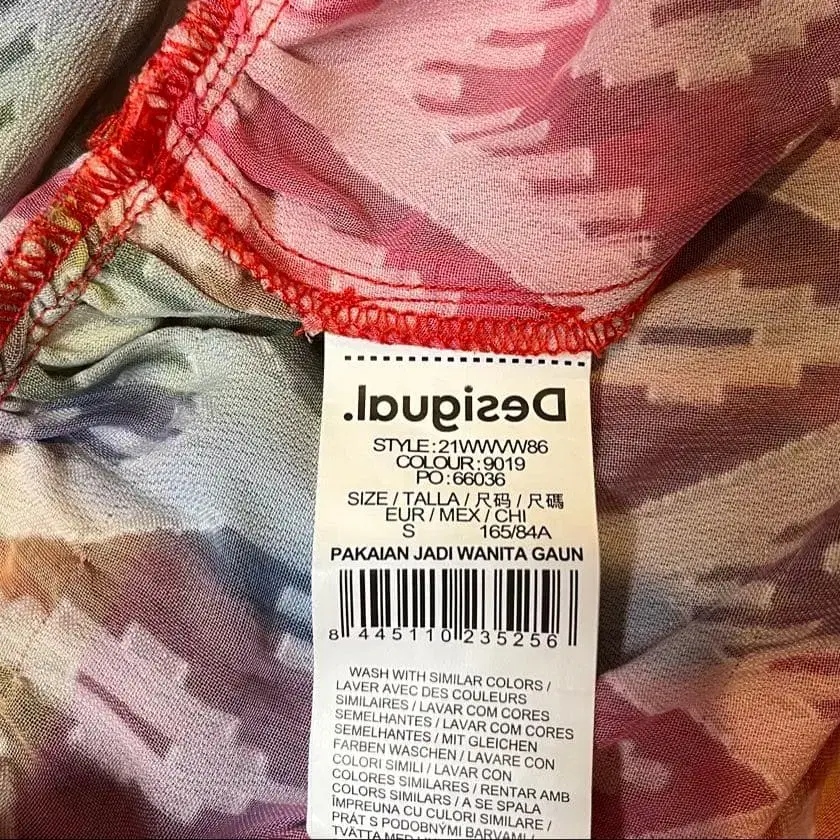 Desigual.
STYLE:21WWVW86
COLOUR:9019
PO:66036
SIZE / TALLA / 尺码 / 尺碼
EUR / MEX / CHI
S 165/84A
PAKAIAN JADI WANITA GAUN
8 445110 235256
WASH WITH SIMILAR COLORS /
LAVER AVEC DES COULEURS
SIMILAIRES / LAVAR COM CORES
SEMELHANTES / LAVAR COM CORES
SEMELHANTES / MIT GLEICHEN
FARBEN WASCHEN / LAVARE CON
COLORI SIMILI / LAVAR CON
COLORES SIMILARES / RENTAR AMB
COLORS SIMILARS / A SE SPALA
ÎMPREUNA CU CULORI SIMILARE /
PRÁT S PODOBNÝMI BARVAMI /
TVÄTTA MED